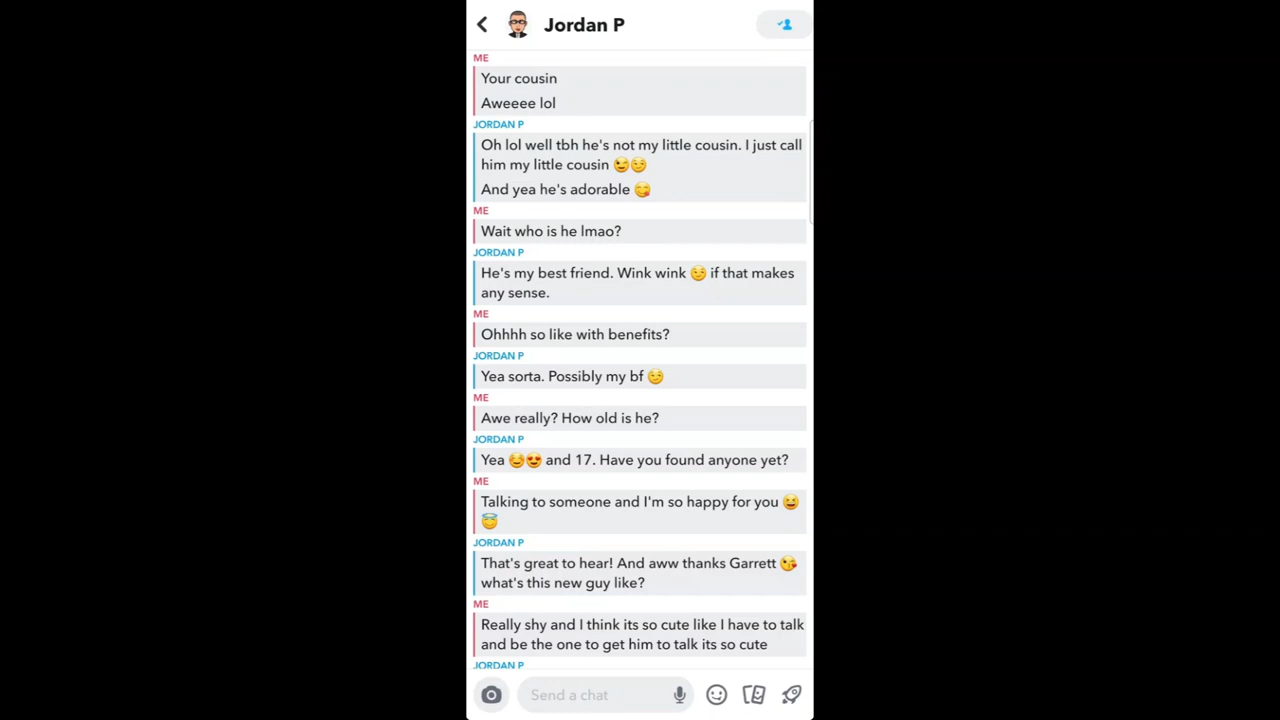 Jordan P
ME
Your cousin
Aweeee lol
JORDAN P
Oh lol well tbh he's not my little cousin. I just call
him my little cousin 😉😏
And yea he's adorable 😋
ME
Wait who is he lmao?
JORDAN P
He's my best friend. Wink wink 😏 if that makes
any sense.
ME
Ohhhh so like with benefits?
JORDAN P
Yea sorta. Possibly my bf 😏
ME
Awe really? How old is he?
JORDAN P
Yea ☺️😍 and 17. Have you found anyone yet?
ME
Talking to someone and I'm so happy for you 😆
😇
JORDAN P
That's great to hear! And aww thanks Garrett 😘
what's this new guy like?
ME
Really shy and I think its so cute like I have to talk
and be the one to get him to talk its so cute
JORDAN P
Send a chat